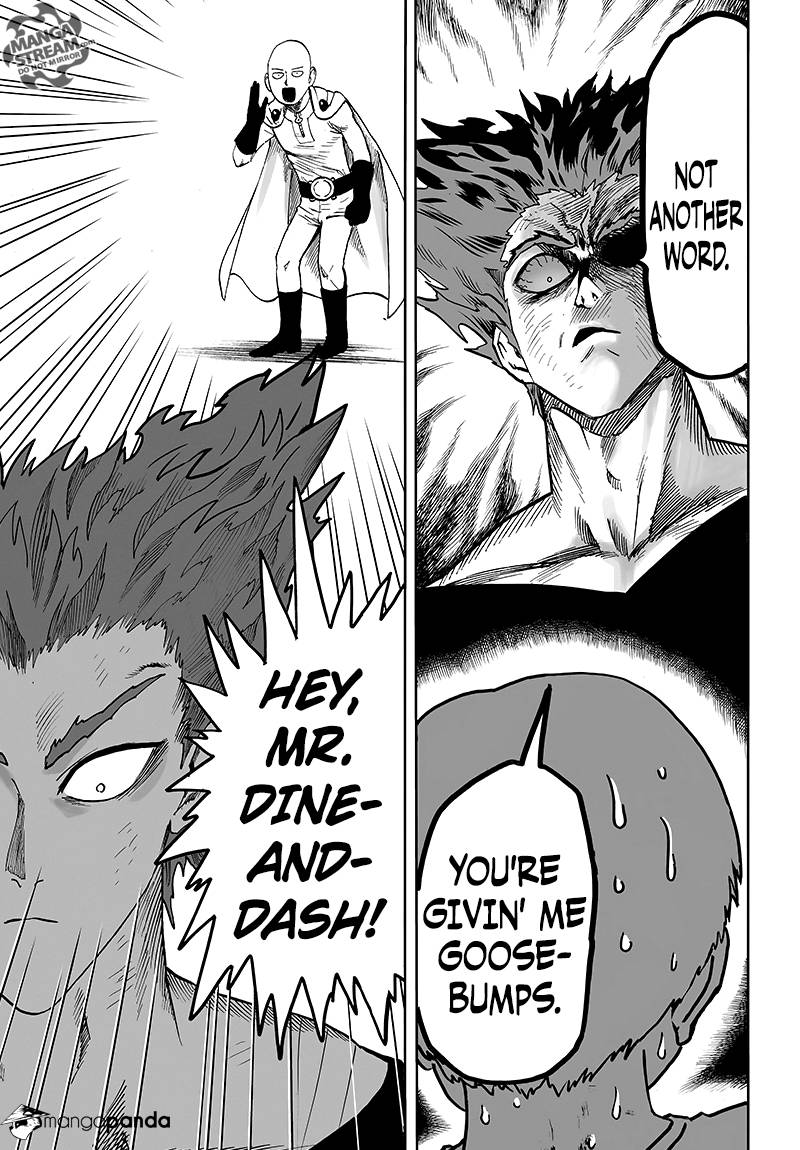 MANGA
STREAM
.COM
DO NOT MIRROR
NOT
ANOTHER
WORD.
YOU'RE
GIVIN' ME
GOOSE-
BUMPS.
HEY,
MR.
DINE-
AND-
DASH!
mangapanda